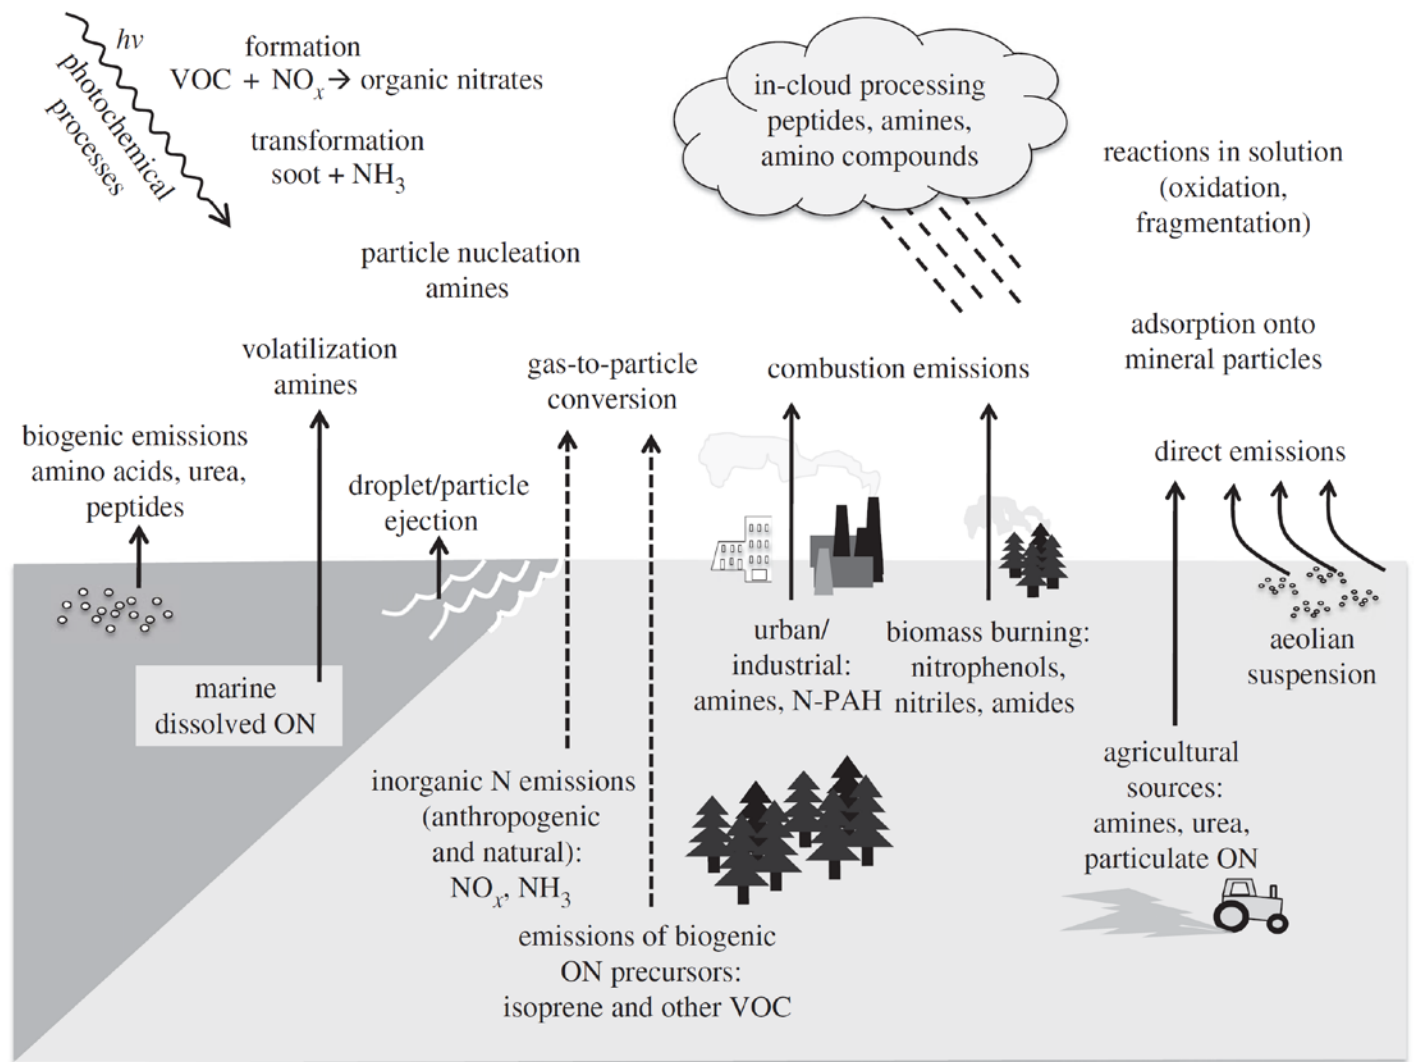 hν
photochemical
processes
formation
VOC + NOₓ → organic nitrates
transformation
soot + NH₃
in-cloud processing
peptides, amines,
amino compounds
reactions in solution
(oxidation,
fragmentation)
particle nucleation
amines
adsorption onto
mineral particles
volatilization
amines
gas-to-particle
conversion
combustion emissions
biogenic emissions
amino acids, urea,
peptides
droplet/particle
ejection
direct emissions
marine
dissolved ON
urban/
industrial:
amines, N-PAH
biomass burning:
nitrophenols,
nitriles, amides
aeolian
suspension
inorganic N emissions
(anthropogenic
and natural):
NOₓ, NH₃
agricultural
sources:
amines, urea,
particulate ON
emissions of biogenic
ON precursors:
isoprene and other VOC